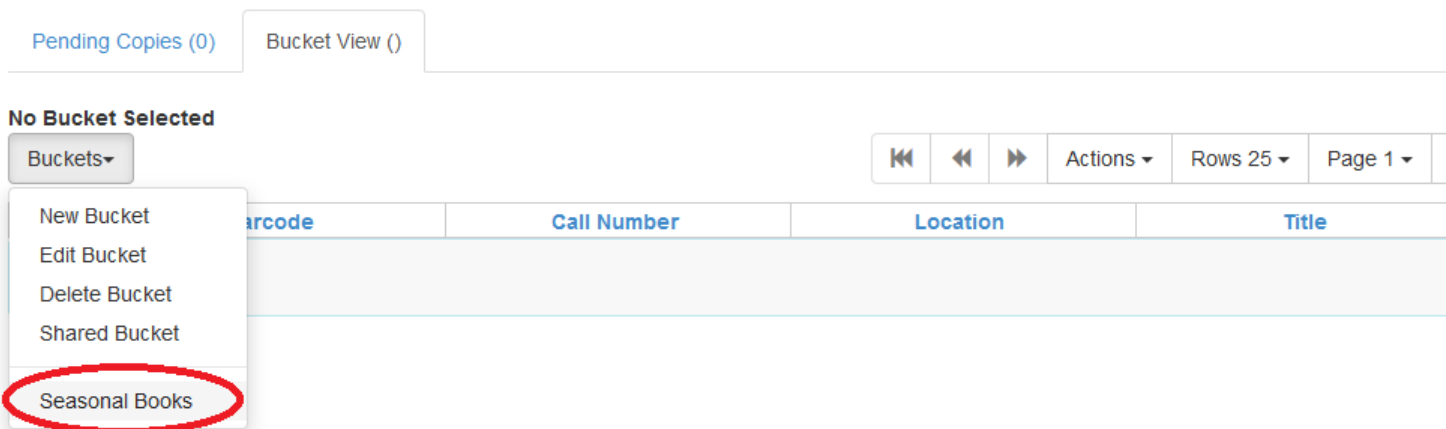 Pending Copies (0) Bucket View ()
No Bucket Selected
Buckets Actions Rows 25 Page 1
New Bucket
arcode Call Number Location Title
Edit Bucket
Delete Bucket
Shared Bucket
Seasonal Books